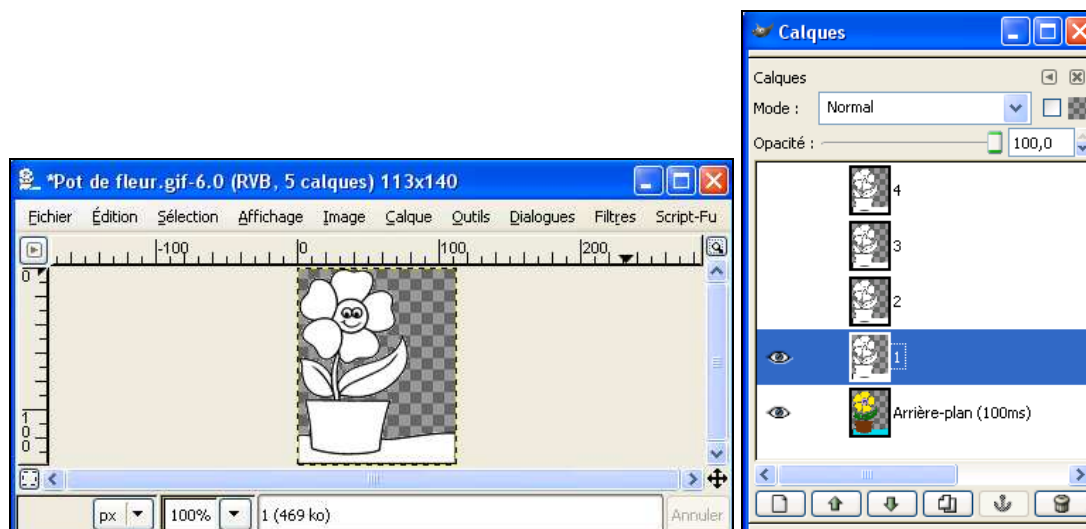 *Pot de fleur.gif-6.0 (RVB, 5 calques) 113x140
Fichier Édition Sélection Affichage Image Calque Outils Dialogues Filtres Script-Fu
-100 0 100 200
0
100
px 100% 1 (469 ko) Annuler
Calques
Calques
Mode : Normal
Opacité : 100,0
4
3
2
1
Arrière-plan (100ms)